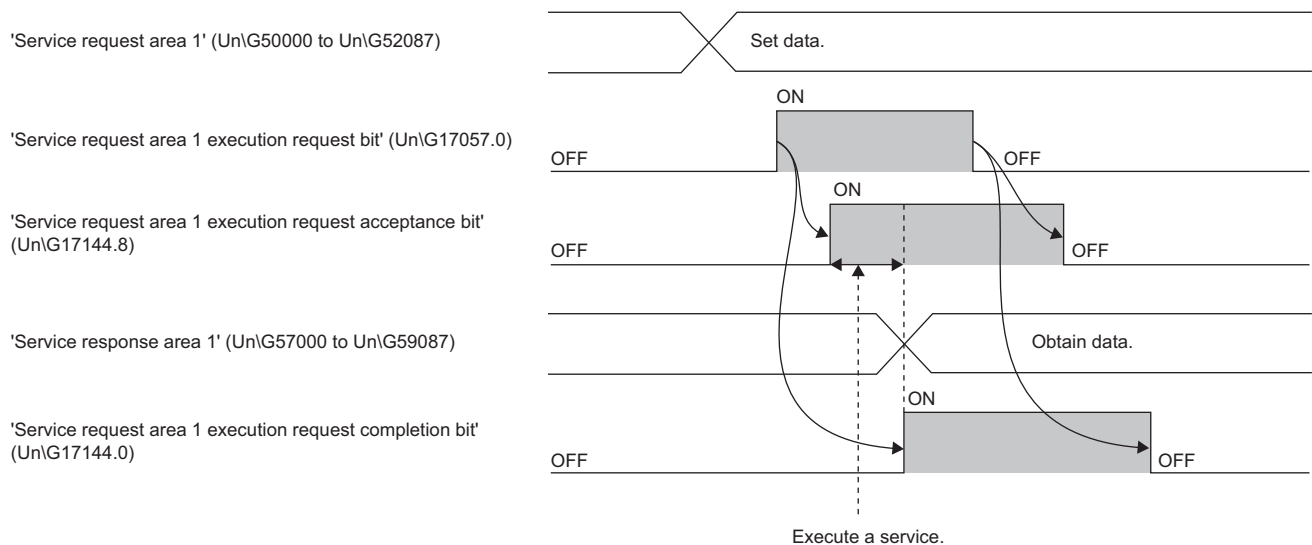 'Service request area 1' (Un\G50000 to Un\G52087)
Set data.
ON
'Service request area 1 execution request bit' (Un\G17057.0)
OFF
OFF
ON
'Service request area 1 execution request acceptance bit'
(Un\G17144.8)
OFF
OFF
'Service response area 1' (Un\G57000 to Un\G59087)
Obtain data.
ON
'Service request area 1 execution request completion bit'
(Un\G17144.0)
OFF
OFF
Execute a service.